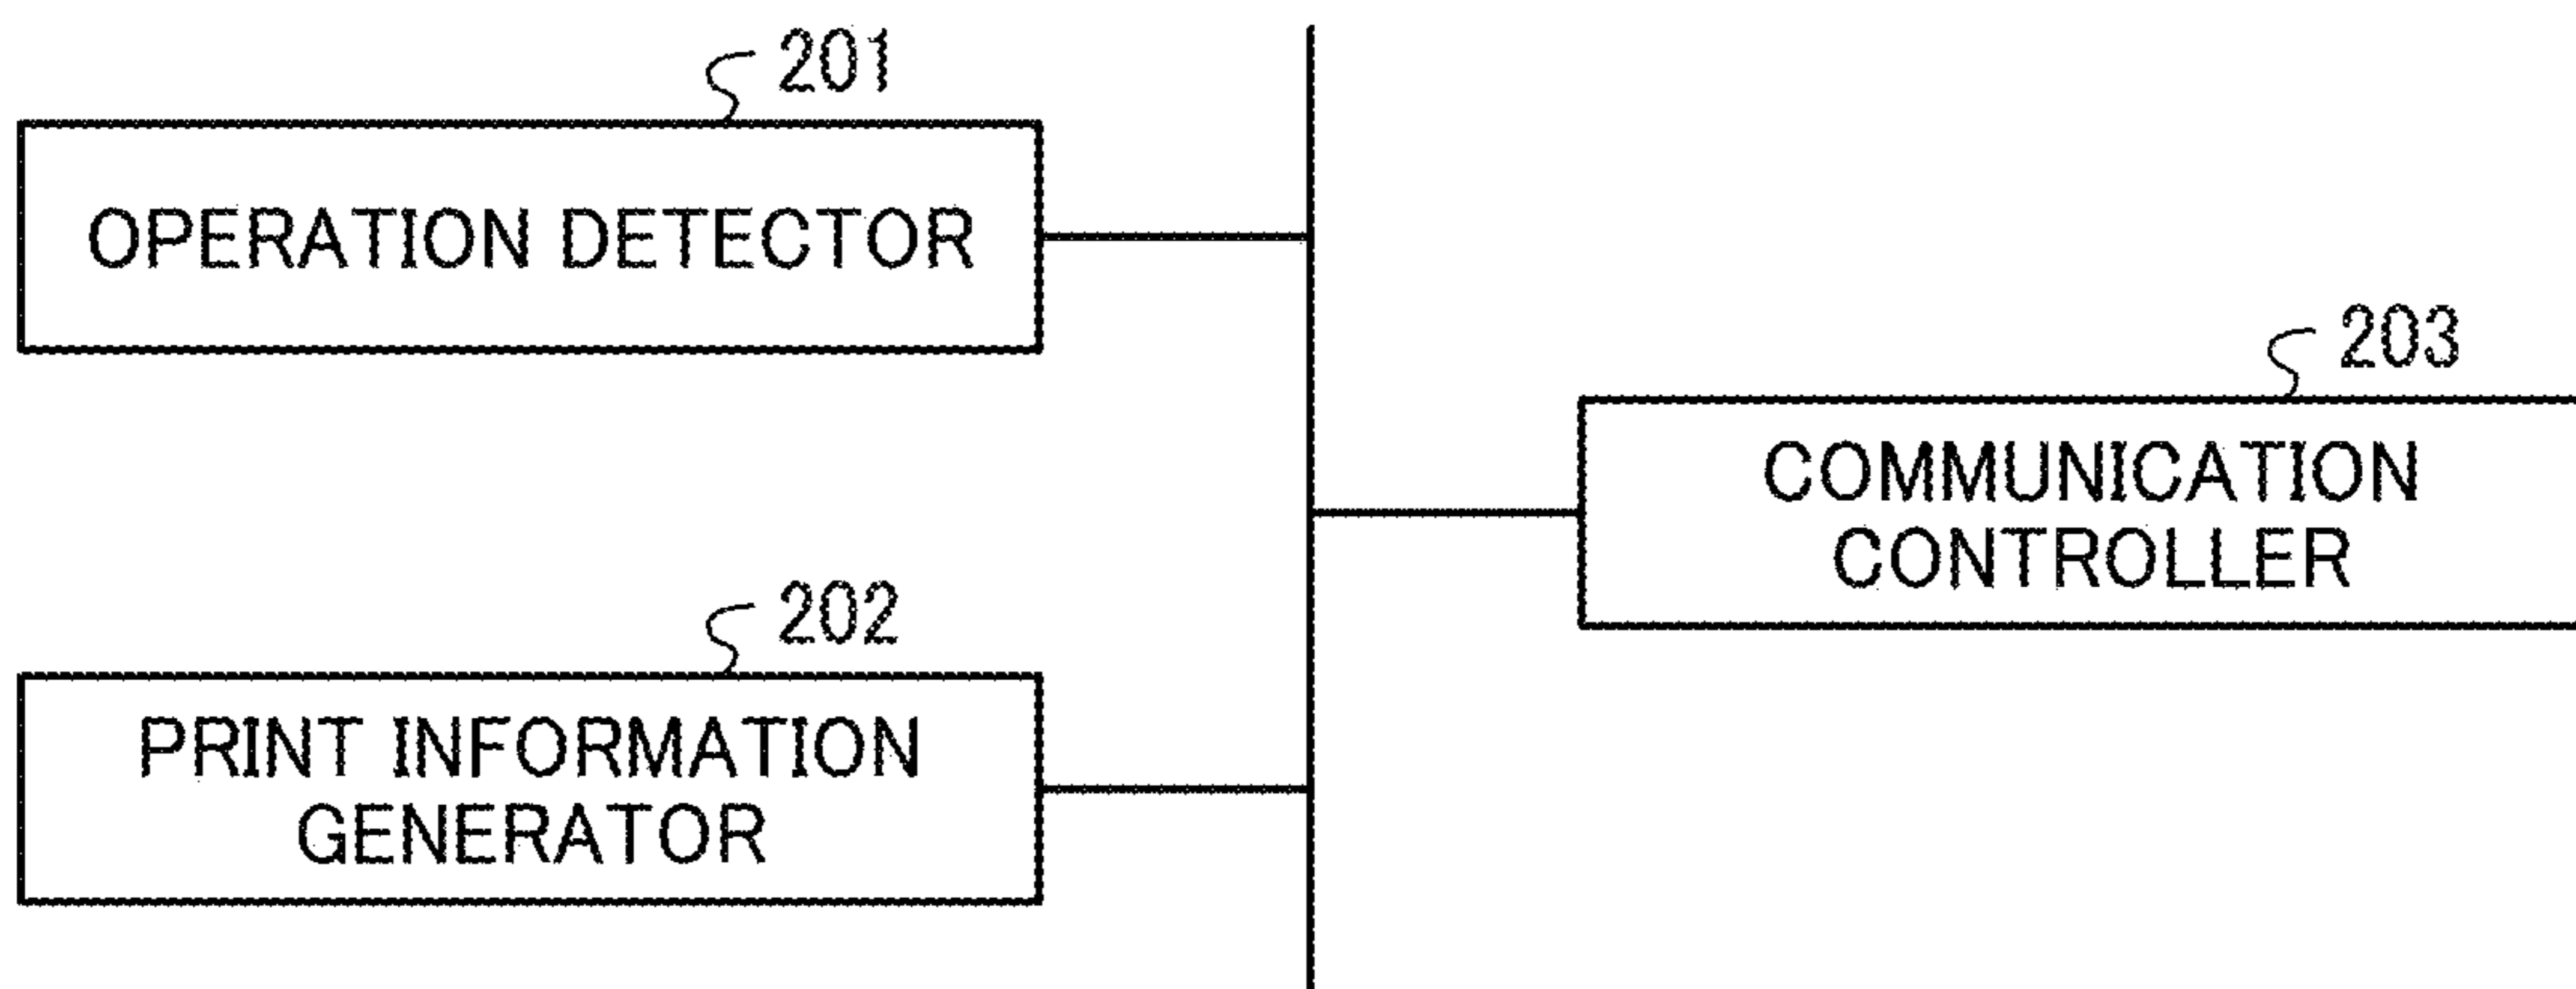 201
OPERATION DETECTOR
203
COMMUNICATION
CONTROLLER
202
PRINT INFORMATION
GENERATOR